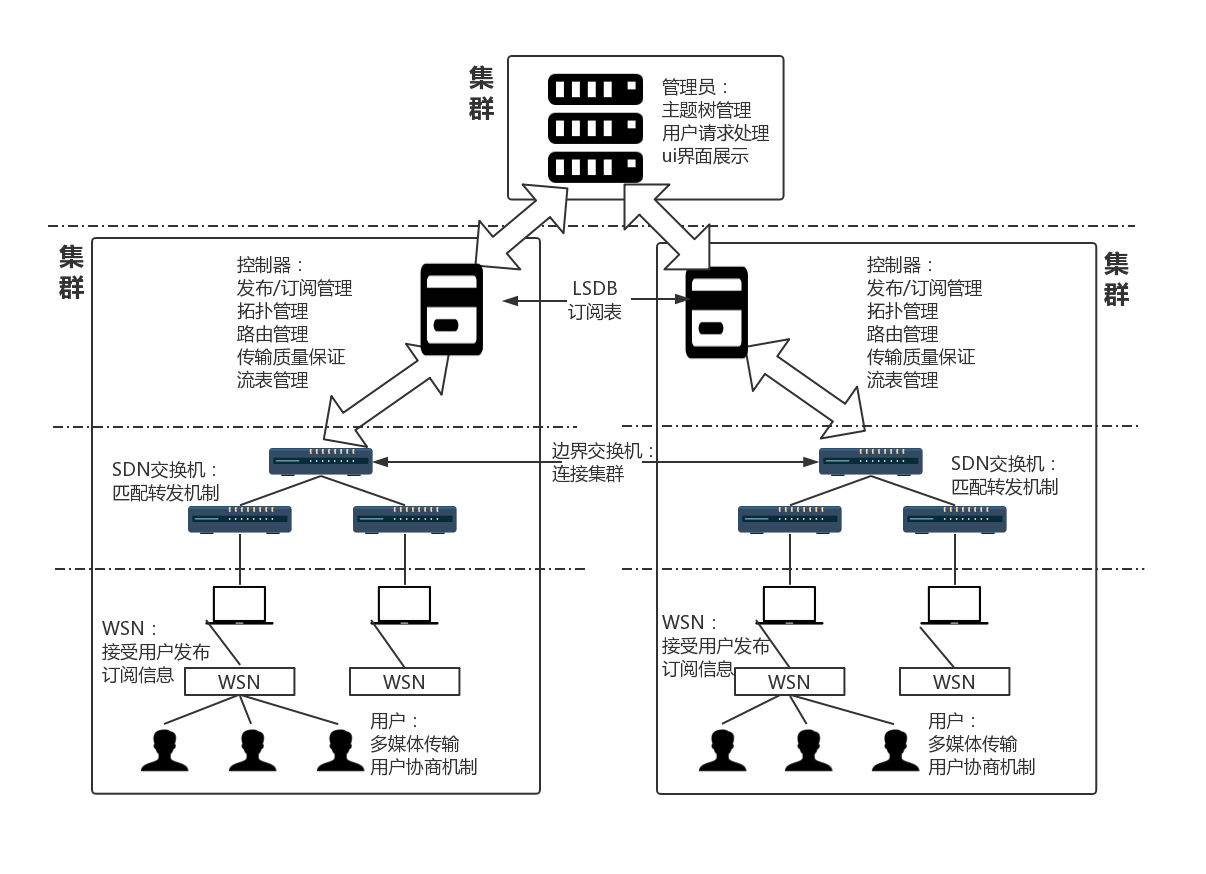 集
群
管理员：
主题树管理
用户请求处理
ui界面展示
集
群
控制器：
发布/订阅管理
拓扑管理
路由管理
传输质量保证
流表管理
LSDB
订阅表
控制器：
发布/订阅管理
拓扑管理
路由管理
传输质量保证
流表管理
集
群
SDN交换机：
匹配转发机制
边界交换机：
连接集群
SDN交换机：
匹配转发机制
WSN：
接受用户发布
订阅信息
WSN
WSN
用户：
多媒体传输
用户协商机制
WSN：
接受用户发布
订阅信息
WSN
WSN
用户：
多媒体传输
用户协商机制